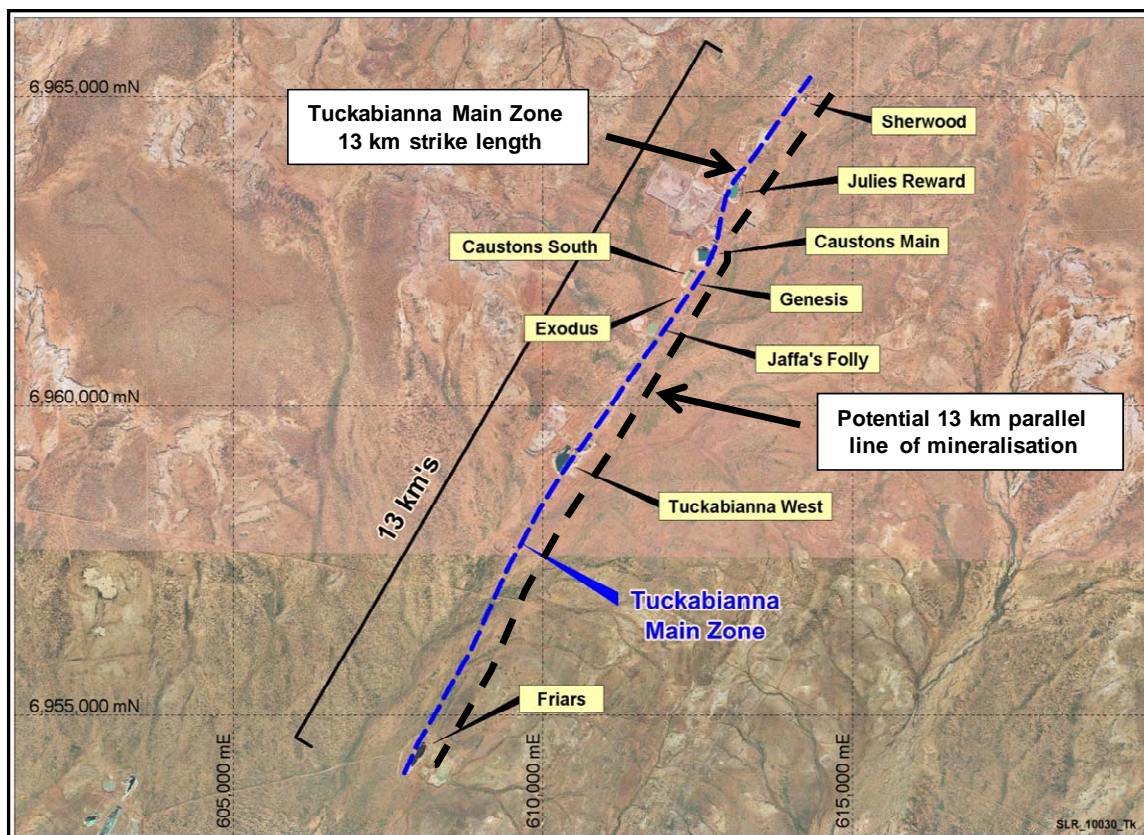 6,965,000 mN
Tuckabianna Main Zone
13 km strike length
Sherwood
Julies Reward
Caustons South
Caustons Main
Genesis
Exodus
Jaffa's Folly
6,960,000 mN
Potential 13 km parallel
line of mineralisation
13 km's
Tuckabianna West
Tuckabianna
Main Zone
Friars
6,955,000 mN
605,000 mE
610,000 mE
615,000 mE
SLR_10030_Tk